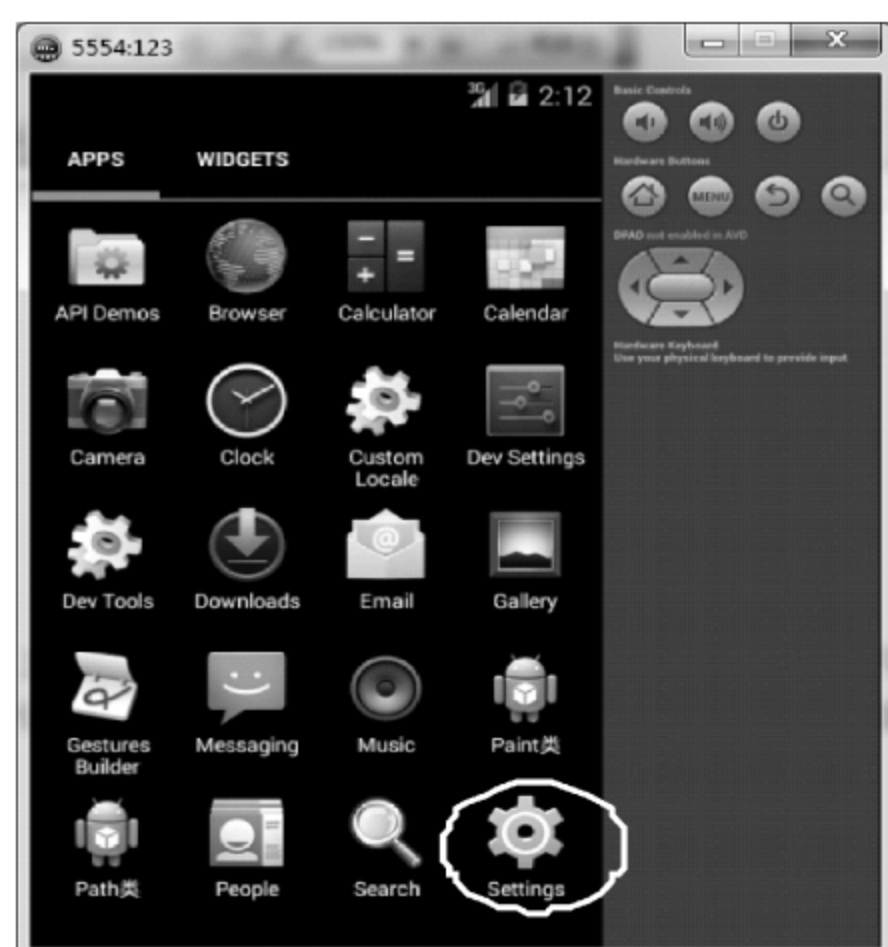 5554:123
3G 2:12
APPS WIDGETS
API Demos Browser Calculator Calendar
Camera Clock Custom Locale Dev Settings
Dev Tools Downloads Email Gallery
Gestures Builder Messaging Music Paint类
Path类 People Search Settings
Basic Controls
Hardware Buttons
MENU
DPAD not enabled in AVD
Hardware Keyboard
Use your physical keyboard to provide input